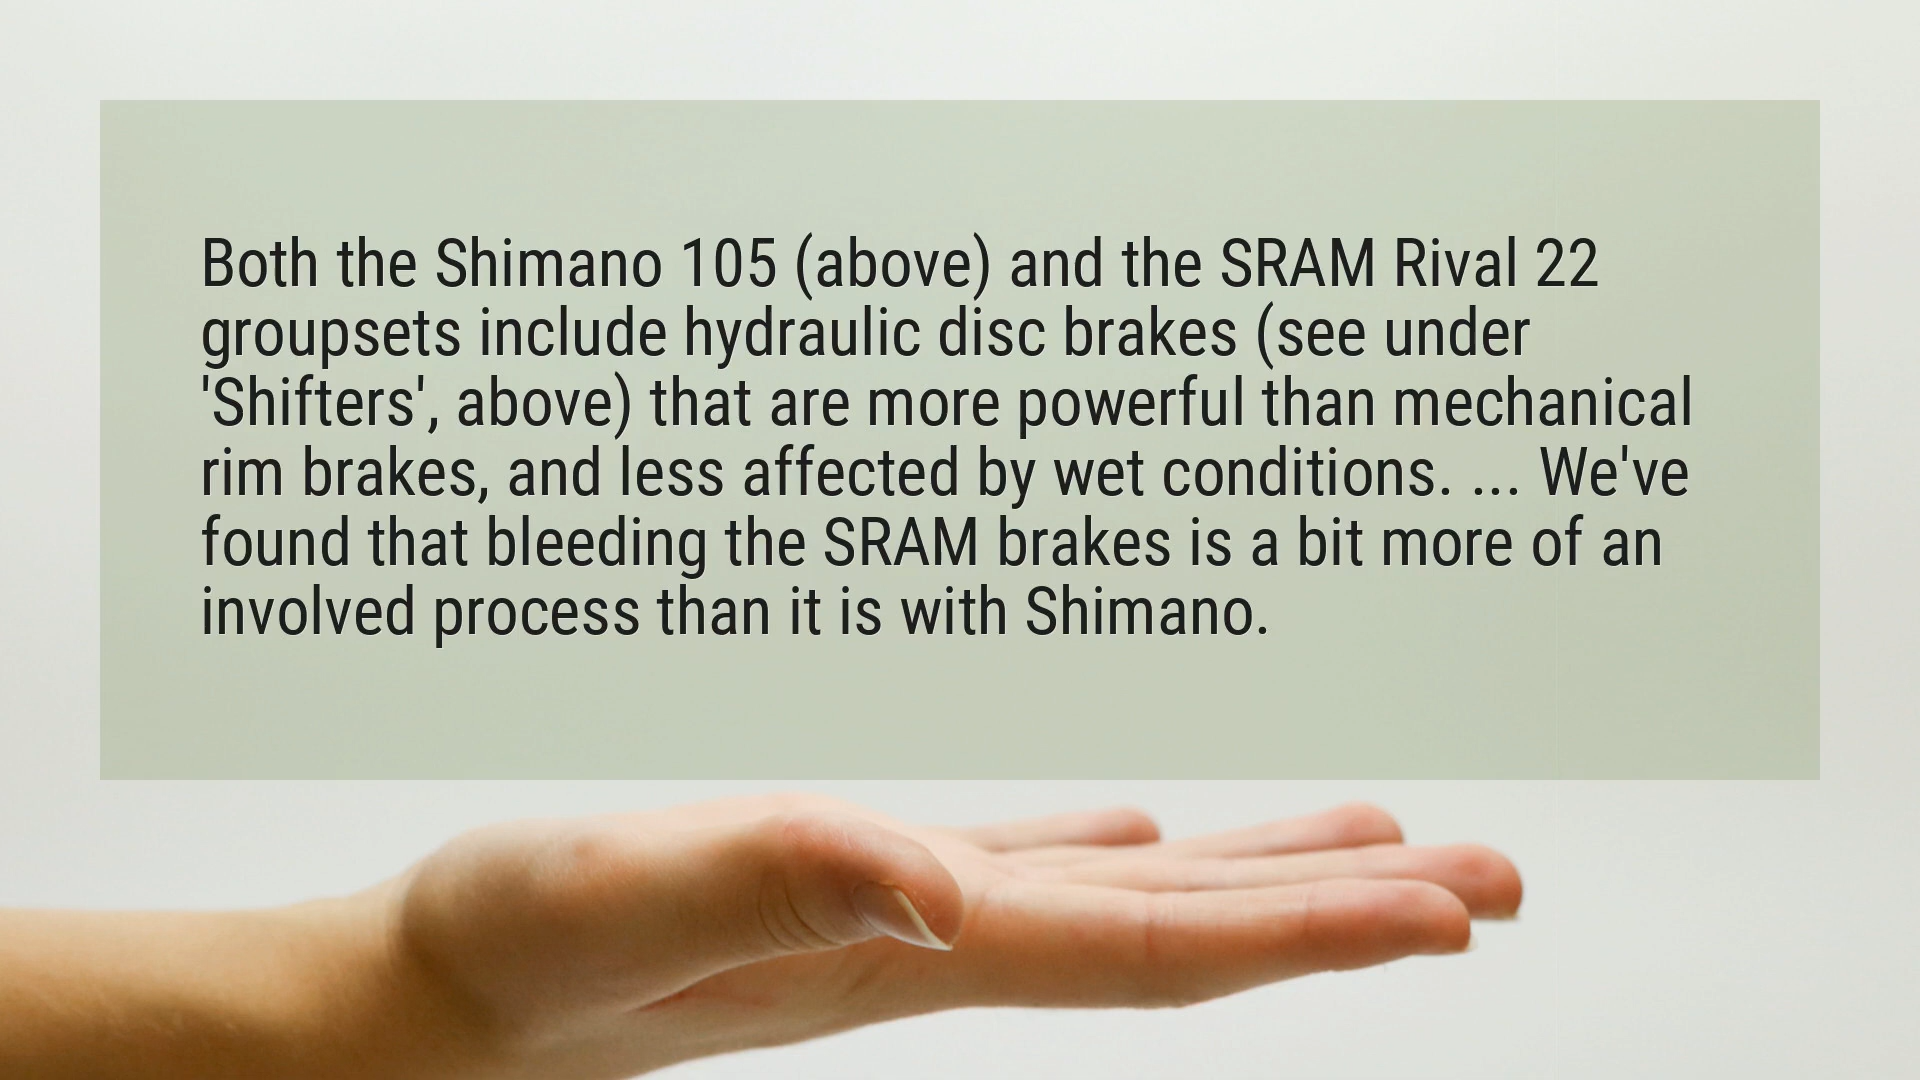 Both the Shimano 105 (above) and the SRAM Rival 22
groupsets include hydraulic disc brakes (see under
'Shifters', above) that are more powerful than mechanical
rim brakes, and less affected by wet conditions. ... We've
found that bleeding the SRAM brakes is a bit more of an
involved process than it is with Shimano.